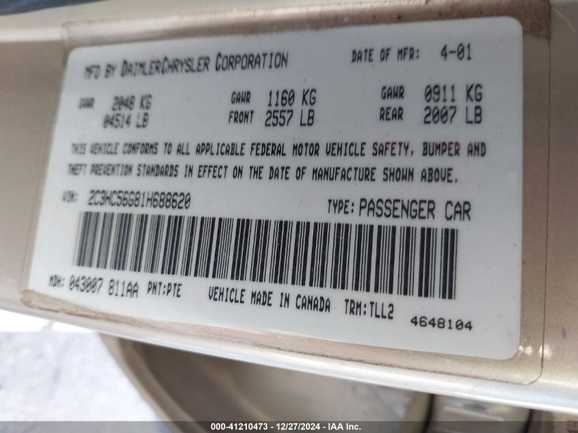 MFD BY DAIMLERCHRYSLER CORPORATION DATE OF MFR: 4-01
GVWR 2048 KG GAWR 1160 KG GAWR 0911 KG
04514 LB FRONT 2557 LB REAR 2007 LB
THIS VEHICLE CONFORMS TO ALL APPLICABLE FEDERAL MOTOR VEHICLE SAFETY, BUMPER AND
THEFT PREVENTION STANDARDS IN EFFECT ON THE DATE OF MANUFACTURE SHOWN ABOVE.
VIN: 2C3HC56G81H688620 TYPE: PASSENGER CAR
MDH: 043007 811AA PNT:PTE VEHICLE MADE IN CANADA TRM:TLL2
4648104
000-41210473 - 12/27/2024 - IAA Inc.